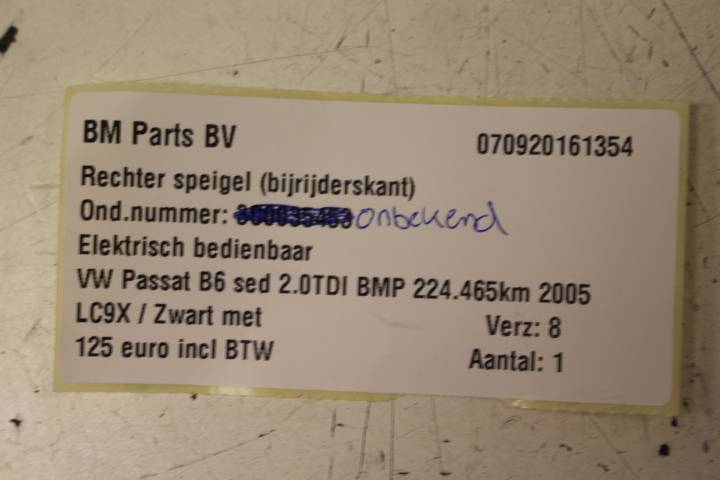 BM Parts BV 070920161354
Rechter speigel (bijrijderskant)
Ond.nummer: onbekend
Elektrisch bedienbaar
VW Passat B6 sed 2.0TDI BMP 224.465km 2005
LC9X / Zwart met Verz: 8
125 euro incl BTW Aantal: 1